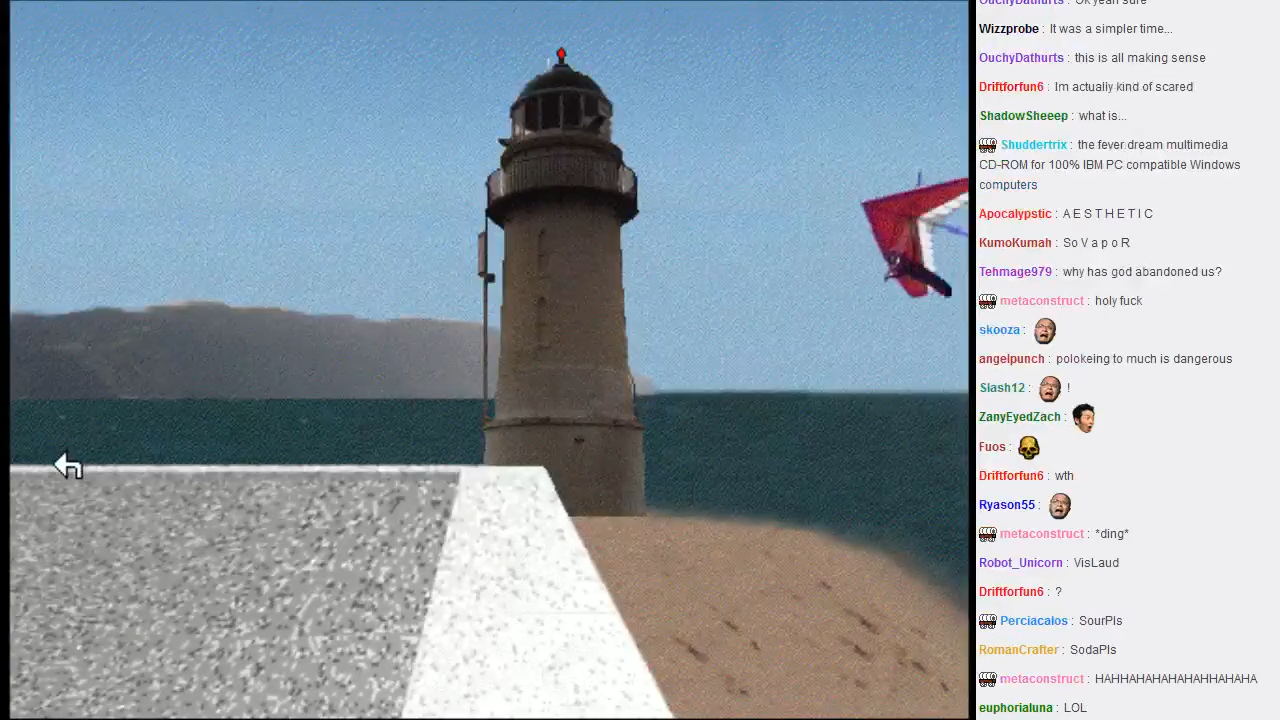 OuchyDathurts : Ok yeah sure
Wizzprobe : It was a simpler time...
OuchyDathurts : this is all making sense
Driftforfun6 : Im actually kind of scared
ShadowSheeep : what is...
Shuddertrix : the fever dream multimedia
CD-ROM for 100% IBM PC compatible Windows
computers
Apocalypstic : A E S T H E T I C
KumoKumah : So V a p o R
Tehmage979 : why has god abandoned us?
metaconstruct : holy fuck
skooza :
angelpunch : polokeing to much is dangerous
Slash12 : !
ZanyEyedZach :
Fuos :
Driftforfun6 : wth
Ryason55 :
metaconstruct : *ding*
Robot_Unicorn : VisLaud
Driftforfun6 : ?
Perciacalos : SourPls
RomanCrafter : SodaPls
metaconstruct : HAHHAHAHAHAHHAHAHA
euphorialuna : LOL